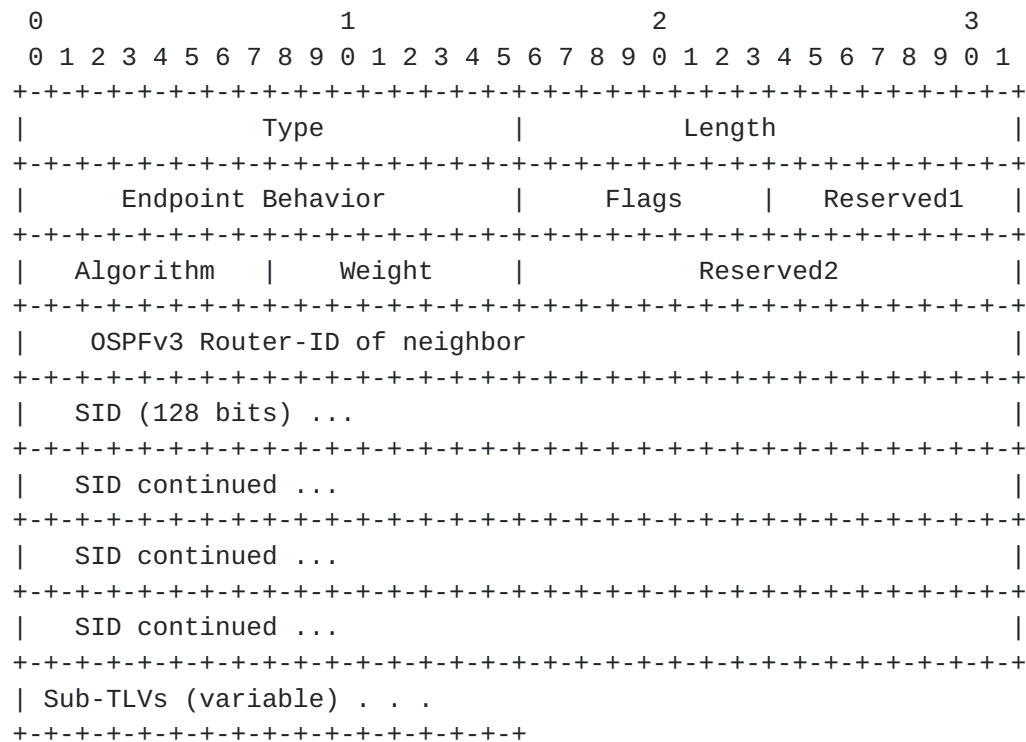 0                   1                   2                   3
 0 1 2 3 4 5 6 7 8 9 0 1 2 3 4 5 6 7 8 9 0 1 2 3 4 5 6 7 8 9 0 1
+-+-+-+-+-+-+-+-+-+-+-+-+-+-+-+-+-+-+-+-+-+-+-+-+-+-+-+-+-+-+-+-+
|               Type            |          Length               |
+-+-+-+-+-+-+-+-+-+-+-+-+-+-+-+-+-+-+-+-+-+-+-+-+-+-+-+-+-+-+-+-+
|      Endpoint Behavior        |     Flags     |   Reserved1   |
+-+-+-+-+-+-+-+-+-+-+-+-+-+-+-+-+-+-+-+-+-+-+-+-+-+-+-+-+-+-+-+-+
|   Algorithm   |    Weight     |           Reserved2           |
+-+-+-+-+-+-+-+-+-+-+-+-+-+-+-+-+-+-+-+-+-+-+-+-+-+-+-+-+-+-+-+-+
|    OSPFv3 Router-ID of neighbor                               |
+-+-+-+-+-+-+-+-+-+-+-+-+-+-+-+-+-+-+-+-+-+-+-+-+-+-+-+-+-+-+-+-+
|   SID (128 bits) ...                                          |
+-+-+-+-+-+-+-+-+-+-+-+-+-+-+-+-+-+-+-+-+-+-+-+-+-+-+-+-+-+-+-+-+
|   SID continued ...                                           |
+-+-+-+-+-+-+-+-+-+-+-+-+-+-+-+-+-+-+-+-+-+-+-+-+-+-+-+-+-+-+-+-+
|   SID continued ...                                           |
+-+-+-+-+-+-+-+-+-+-+-+-+-+-+-+-+-+-+-+-+-+-+-+-+-+-+-+-+-+-+-+-+
|   SID continued ...                                           |
+-+-+-+-+-+-+-+-+-+-+-+-+-+-+-+-+-+-+-+-+-+-+-+-+-+-+-+-+-+-+-+-+
| Sub-TLVs (variable) . . .
+-+-+-+-+-+-+-+-+-+-+-+-+-+-+-+-+